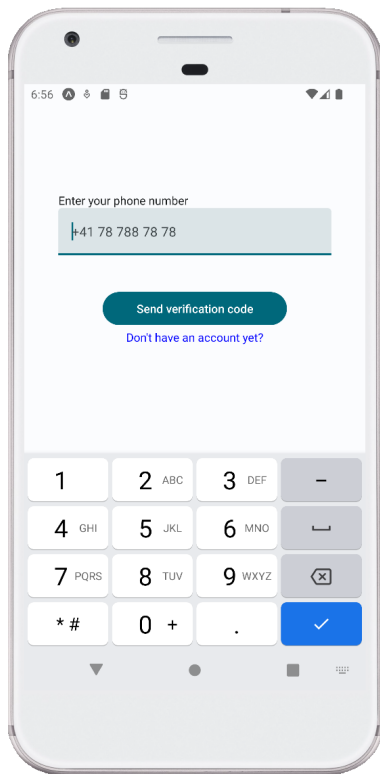 6:56
Enter your phone number
+41 78 788 78 78
Send verification code
Don't have an account yet?
1 2 ABC 3 DEF -
4 GHI 5 JKL 6 MNO
7 PQRS 8 TUV 9 WXYZ
* # 0 + .